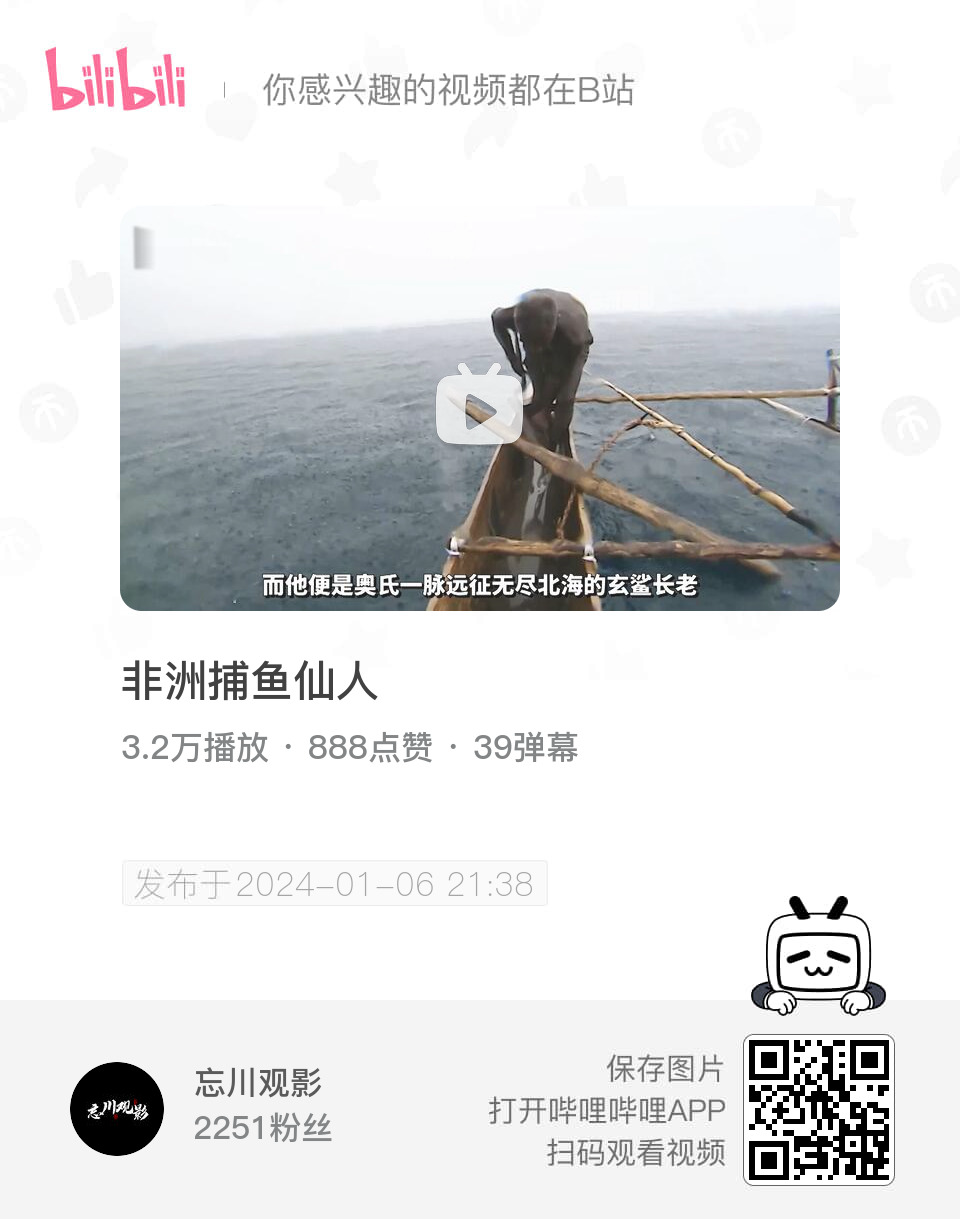 bilibili
你感兴趣的视频都在B站
而他便是奥氏一脉远征无尽北海的玄鲨长老
非洲捕鱼仙人
3.2万播放 · 888点赞 · 39弹幕
发布于2024-01-06 21:38
忘川观影
忘川观影
2251粉丝
保存图片
打开哔哩哔哩APP
扫码观看视频